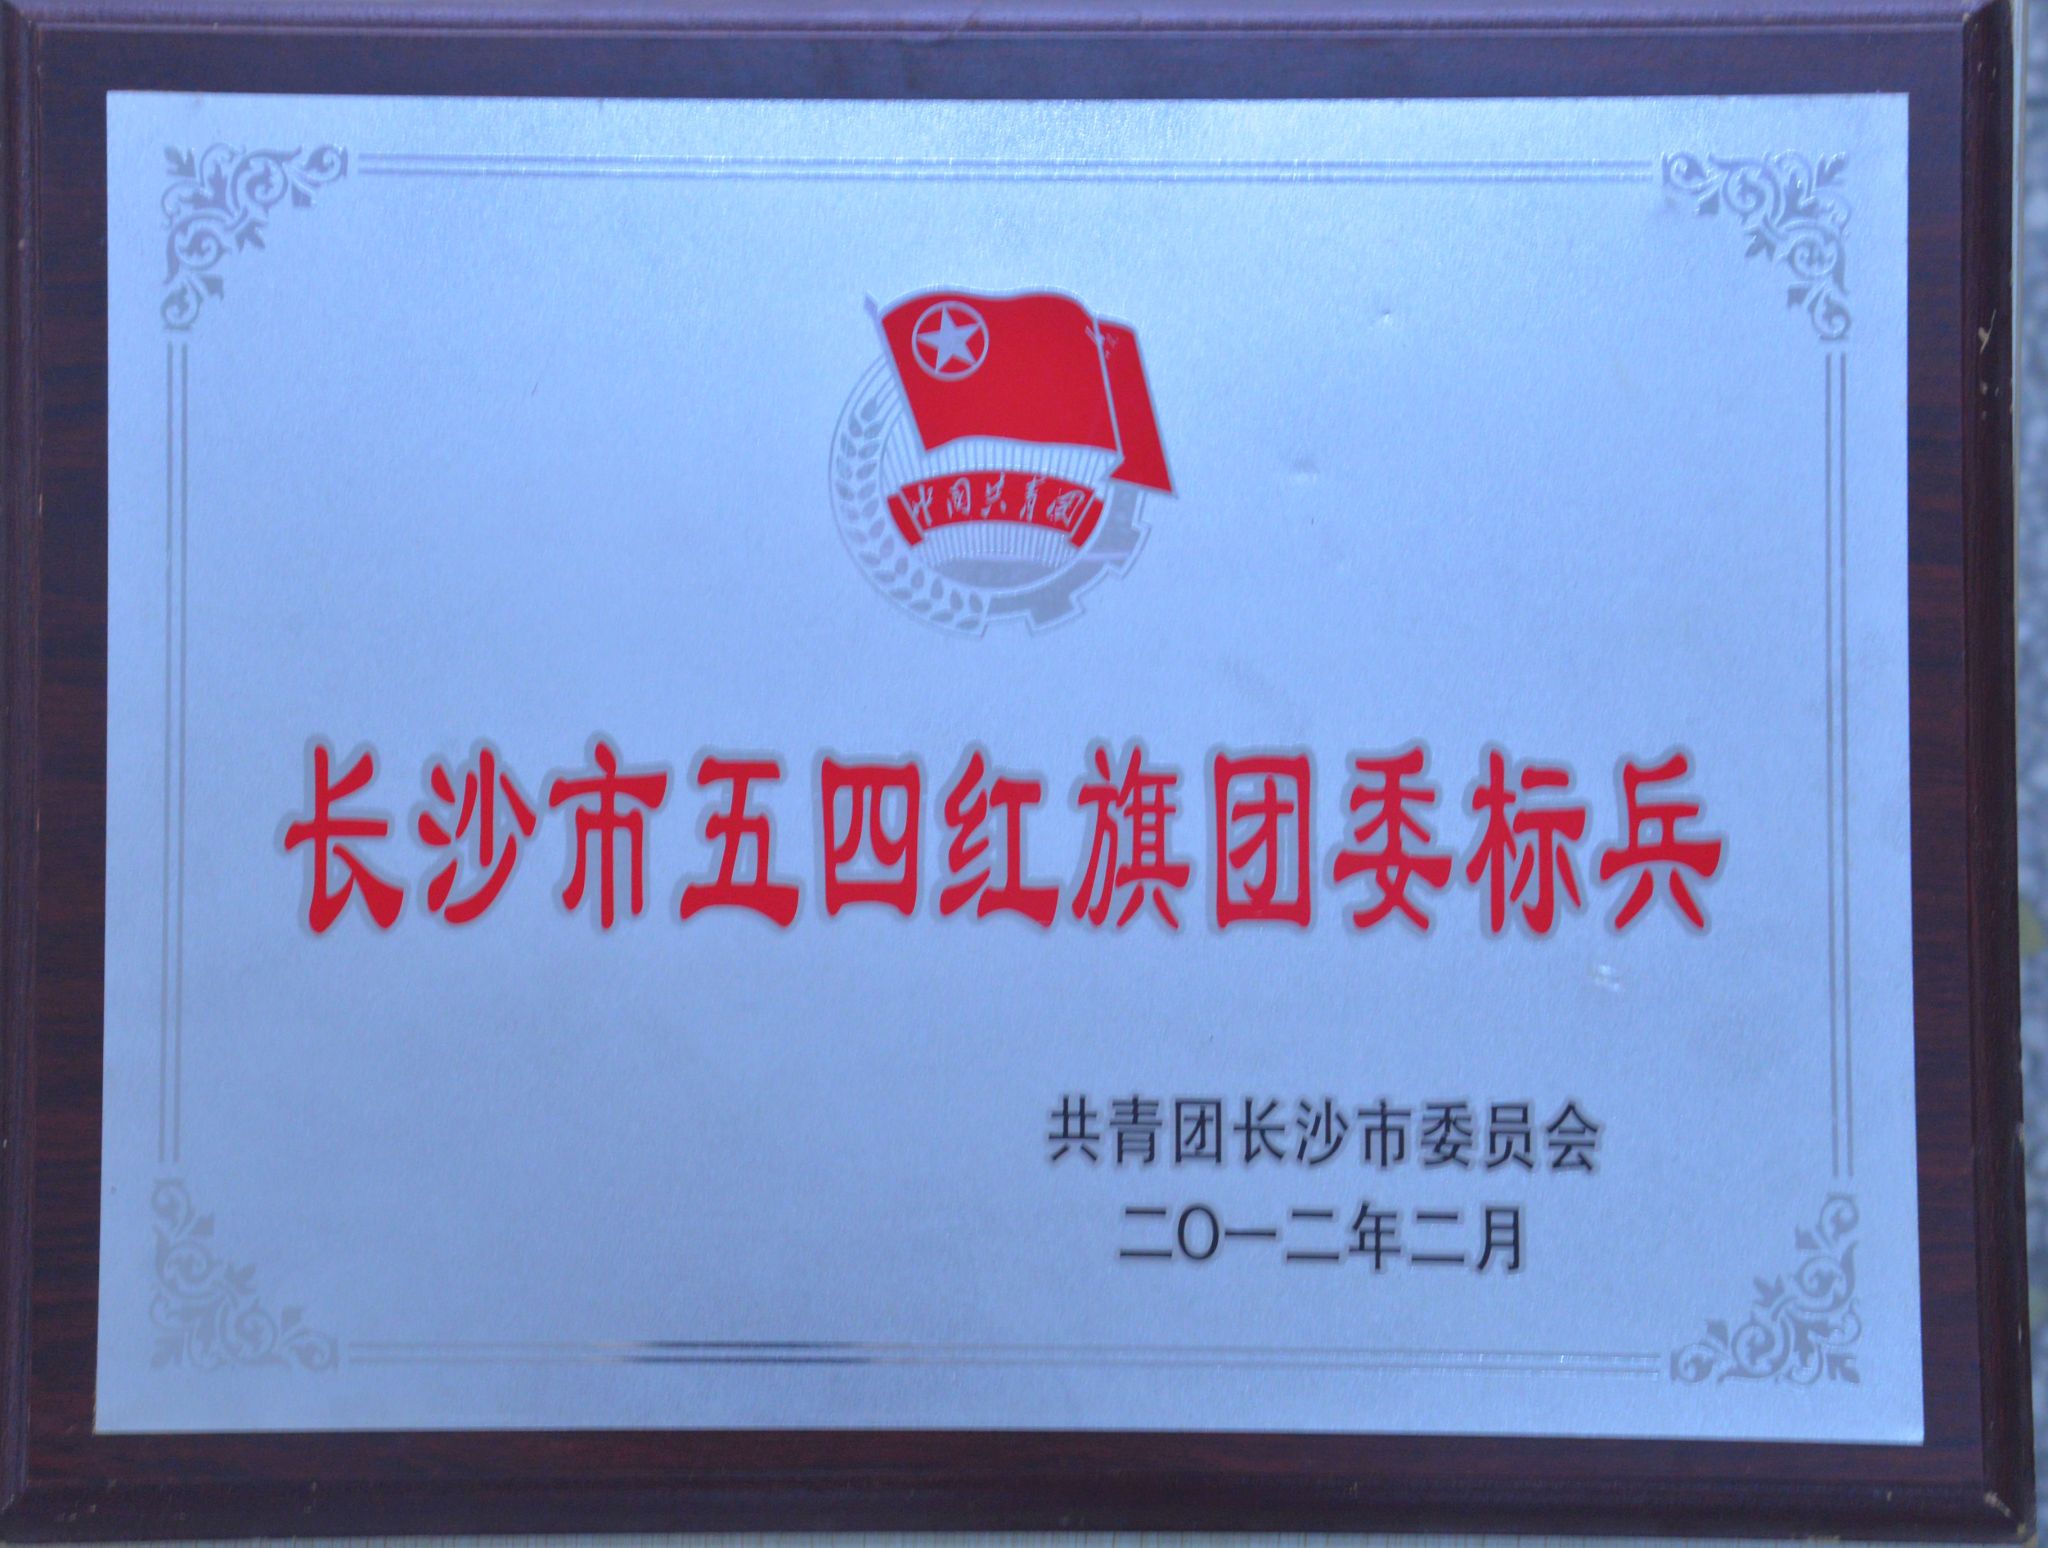 中国共青团
长沙市五四红旗团委标兵
共青团长沙市委员会
二〇一二年二月